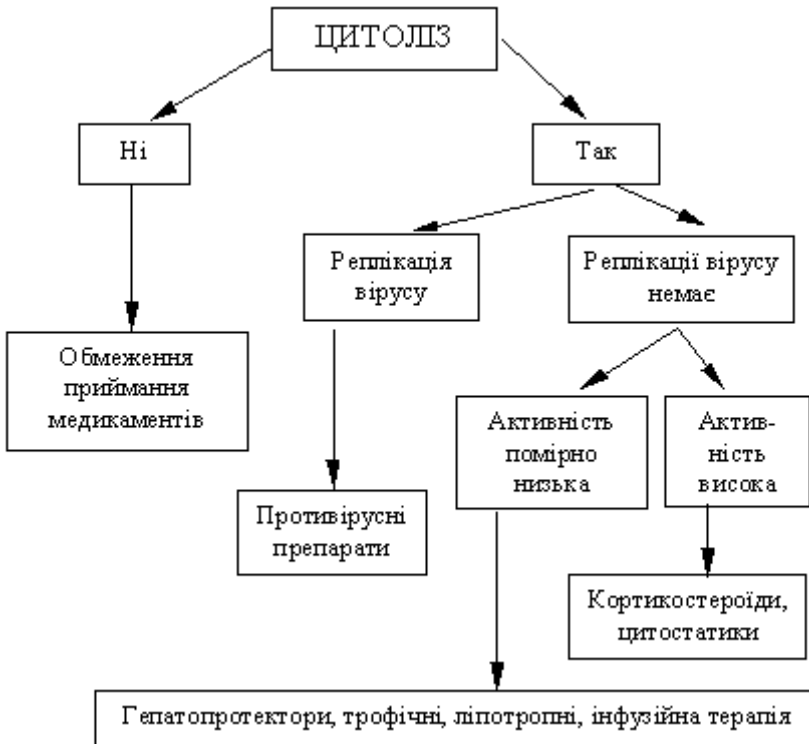 ЦИТОЛІЗ
Ні
Так
Реплікація
вірусу
Реплікації вірусу
немає
Обмеження
приймання
медикаментів
Активність
помірно
низька
Актив-
ність
висока
Противірусні
препарати
Кортикостероїди,
цитостатики
Гепатопротектори, трофічні, ліпотропні, інфузійна терапія